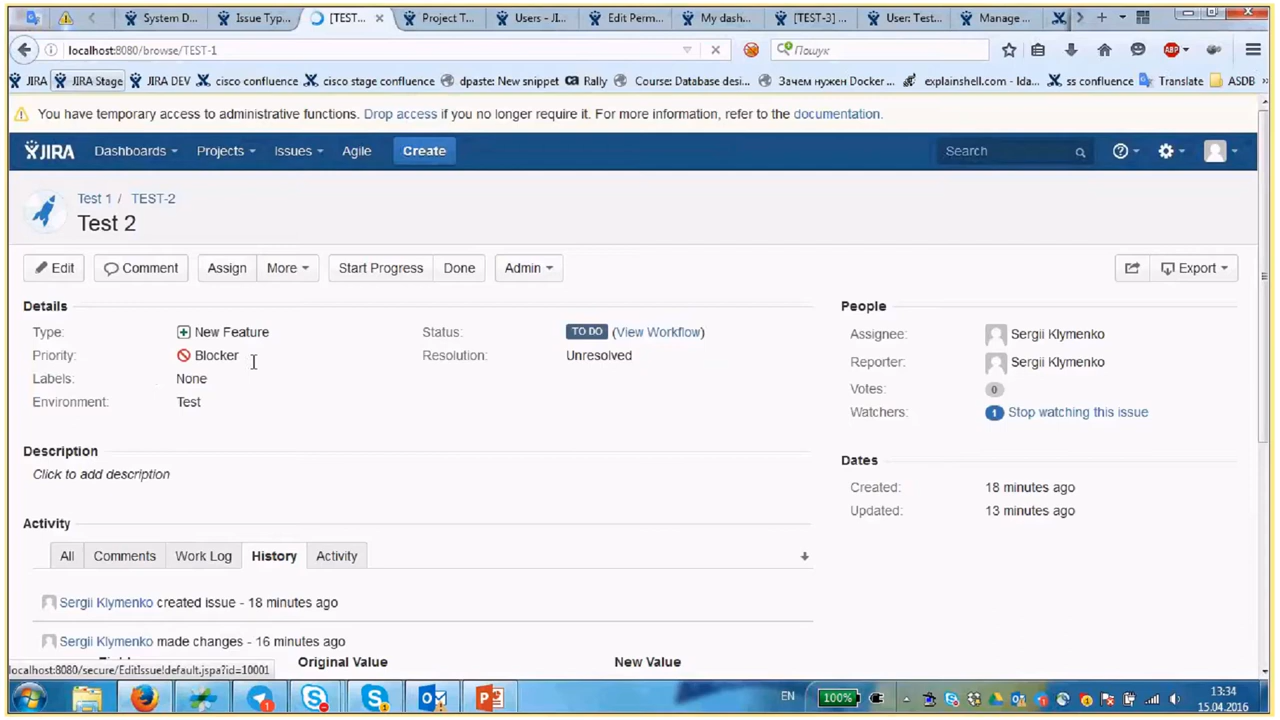 System D...
Issue Typ...
[TEST...
Project T...
Users - JI...
Edit Perm...
My dash...
[TEST-3] ...
User: Test...
Manage ...
localhost:8080/browse/TEST-1
Пошук
ABP
JIRA
JIRA Stage
JIRA DEV
cisco confluence
cisco stage confluence
dpaste: New snippet
ca Rally
Course: Database desi...
Зачем нужен Docker ...
explainshell.com - Ida...
ss confluence
Translate
ASDB
You have temporary access to administrative functions. Drop access if you no longer require it. For more information, refer to the documentation.
JIRA Dashboards Projects Issues Agile Create Search
Test 1 / TEST-2
Test 2
Edit Comment Assign More Start Progress Done Admin Export
Details
Type: New Feature
Status: TO DO (View Workflow)
Priority: Blocker
Resolution: Unresolved
Labels: None
Environment: Test
People
Assignee: Sergii Klymenko
Reporter: Sergii Klymenko
Votes: 0
Watchers: 1 Stop watching this issue
Description
Click to add description
Dates
Created: 18 minutes ago
Updated: 13 minutes ago
Activity
All Comments Work Log History Activity
Sergii Klymenko created issue - 18 minutes ago
Sergii Klymenko made changes - 16 minutes ago
Original Value New Value
localhost:8080/secure/EditIssue!default.jspa?id=10001
EN 100% 13:34
15.04.2016